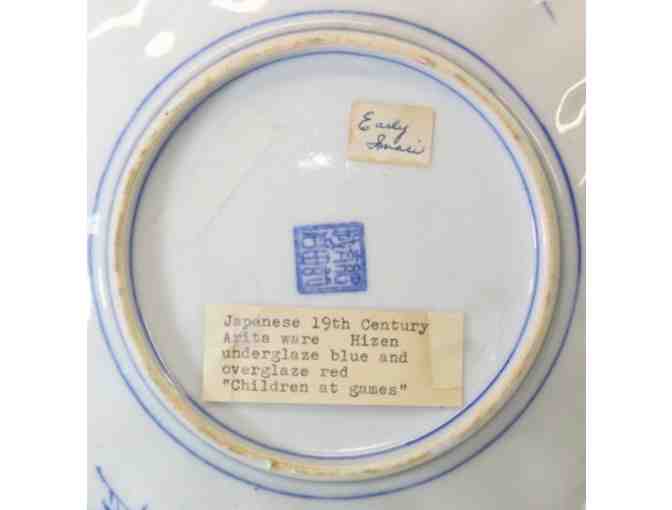 Early
Imari
Japanese 19th Century
Arita ware Hizen
underglaze blue and
overglaze red
"Children at games"